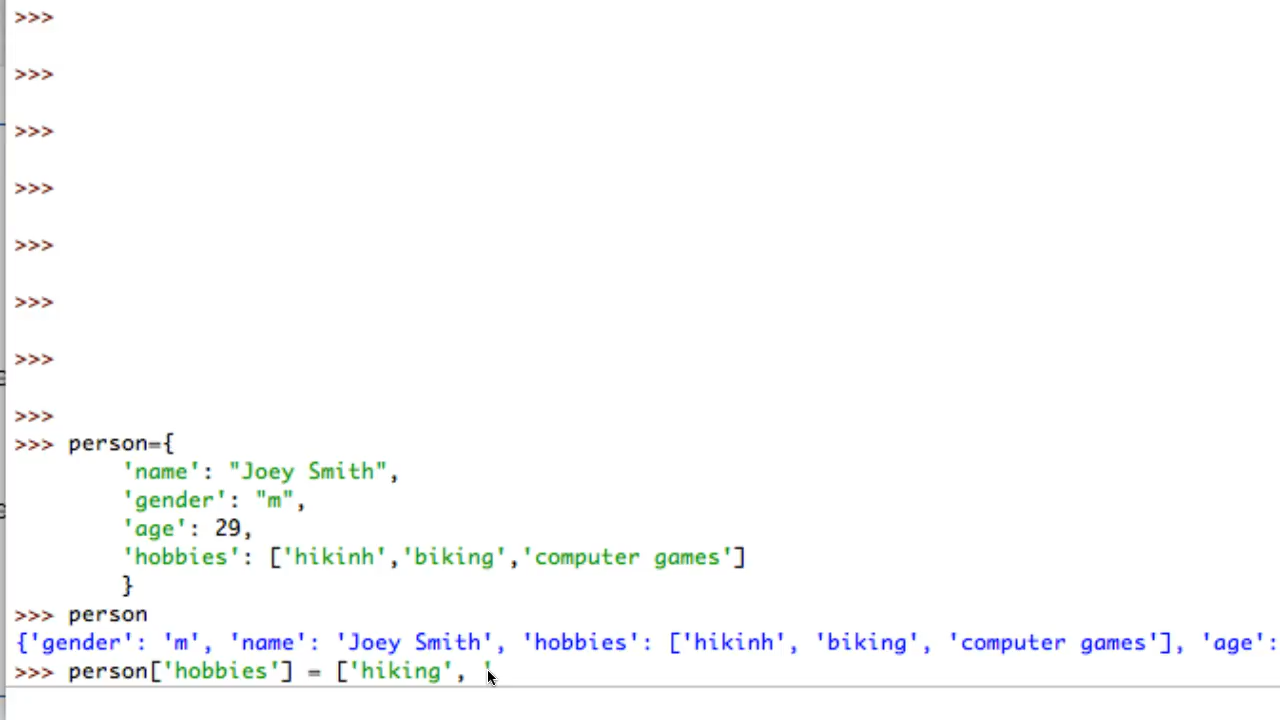 >>>
>>>
>>>
>>>
>>>
>>>
>>>
>>>
>>> person={
'name': "Joey Smith",
'gender': "m",
'age': 29,
'hobbies': ['hikinh','biking','computer games']
}
>>> person
{'gender': 'm', 'name': 'Joey Smith', 'hobbies': ['hikinh', 'biking', 'computer games'], 'age':
>>> person['hobbies'] = ['hiking', '